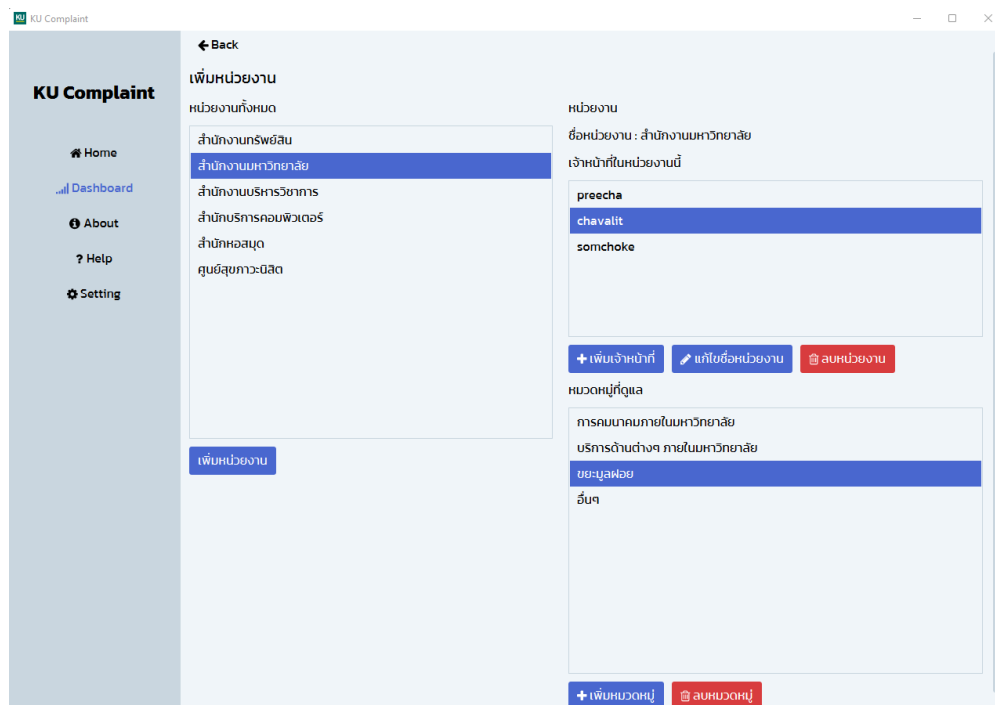 KU KU Complaint
KU Complaint
Home
Dashboard
About
? Help
Setting
Back
เพิ่มหน่วยงาน
หน่วยงานทั้งหมด
สำนักงานทรัพย์สิน
สำนักงานมหาวิทยาลัย
สำนักงานบริหารวิชาการ
สำนักบริการคอมพิวเตอร์
สำนักหอสมุด
ศูนย์สุขภาวะนิสิต
เพิ่มหน่วยงาน
หน่วยงาน
ชื่อหน่วยงาน : สำนักงานมหาวิทยาลัย
เจ้าหน้าที่ในหน่วยงานนี้
preecha
chavalit
somchoke
เพิ่มเจ้าหน้าที่ แก้ไขชื่อหน่วยงาน ลบหน่วยงาน
หมวดหมู่ที่ดูแล
การคมนาคมภายในมหาวิทยาลัย
บริการด้านต่างๆ ภายในมหาวิทยาลัย
ขยะมูลฝอย
อื่นๆ
เพิ่มหมวดหมู่ ลบหมวดหมู่